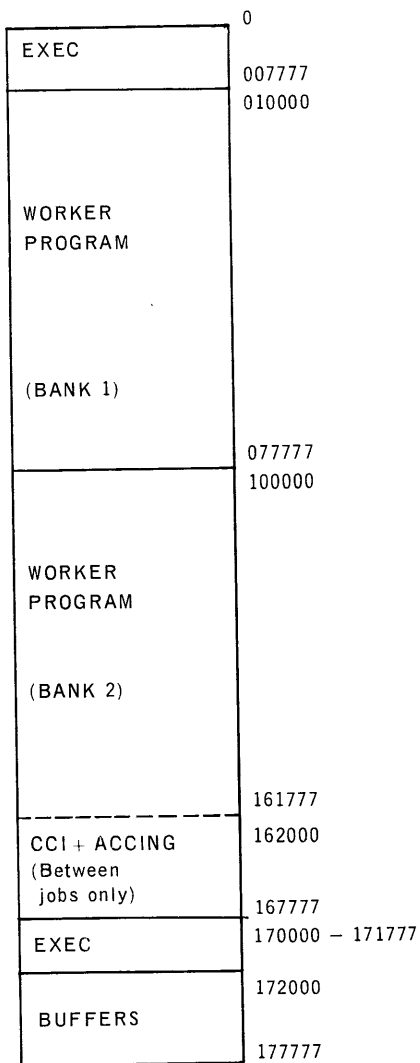 0
EXEC
007777
010000
WORKER
PROGRAM
(BANK 1)
077777
100000
WORKER
PROGRAM
(BANK 2)
161777
CCI + ACCING
162000
(Between
jobs only)
167777
EXEC
170000 – 171777
172000
BUFFERS
177777